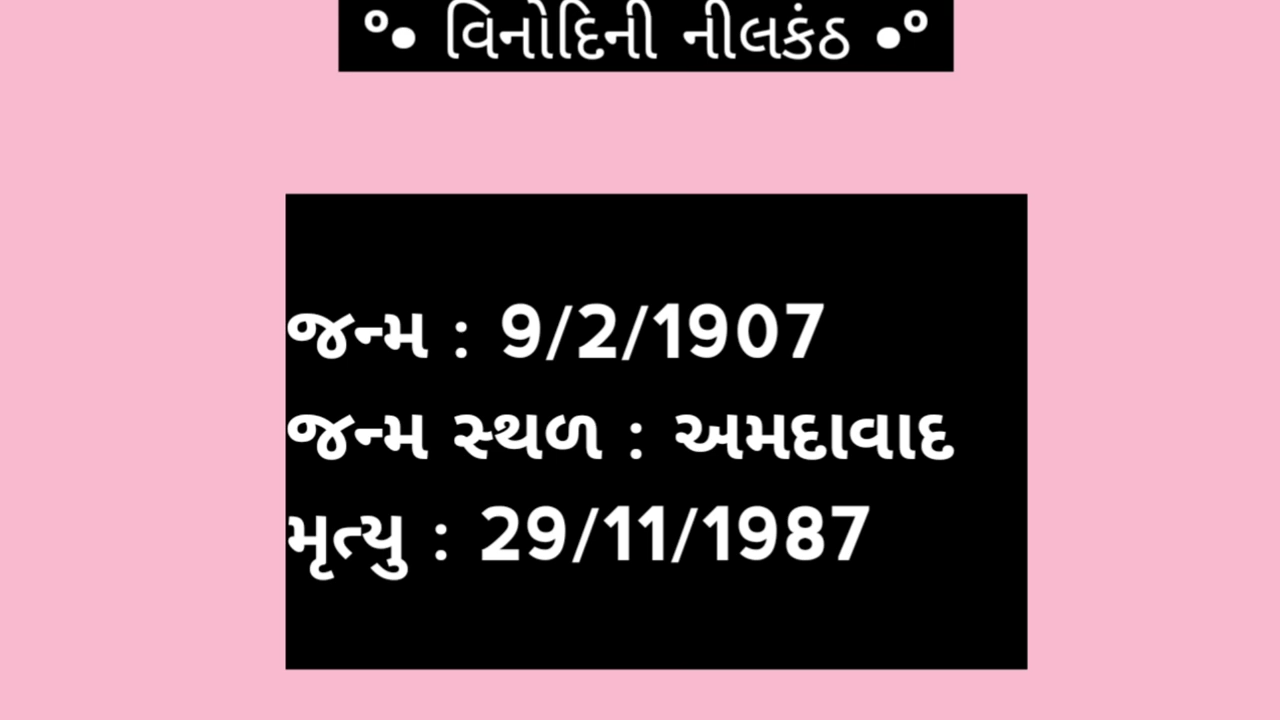 °• વિનોદિની નીલકંઠ •°
જન્મ : 9/2/1907
જન્મ સ્થળ : અમદાવાદ
મૃત્યુ : 29/11/1987